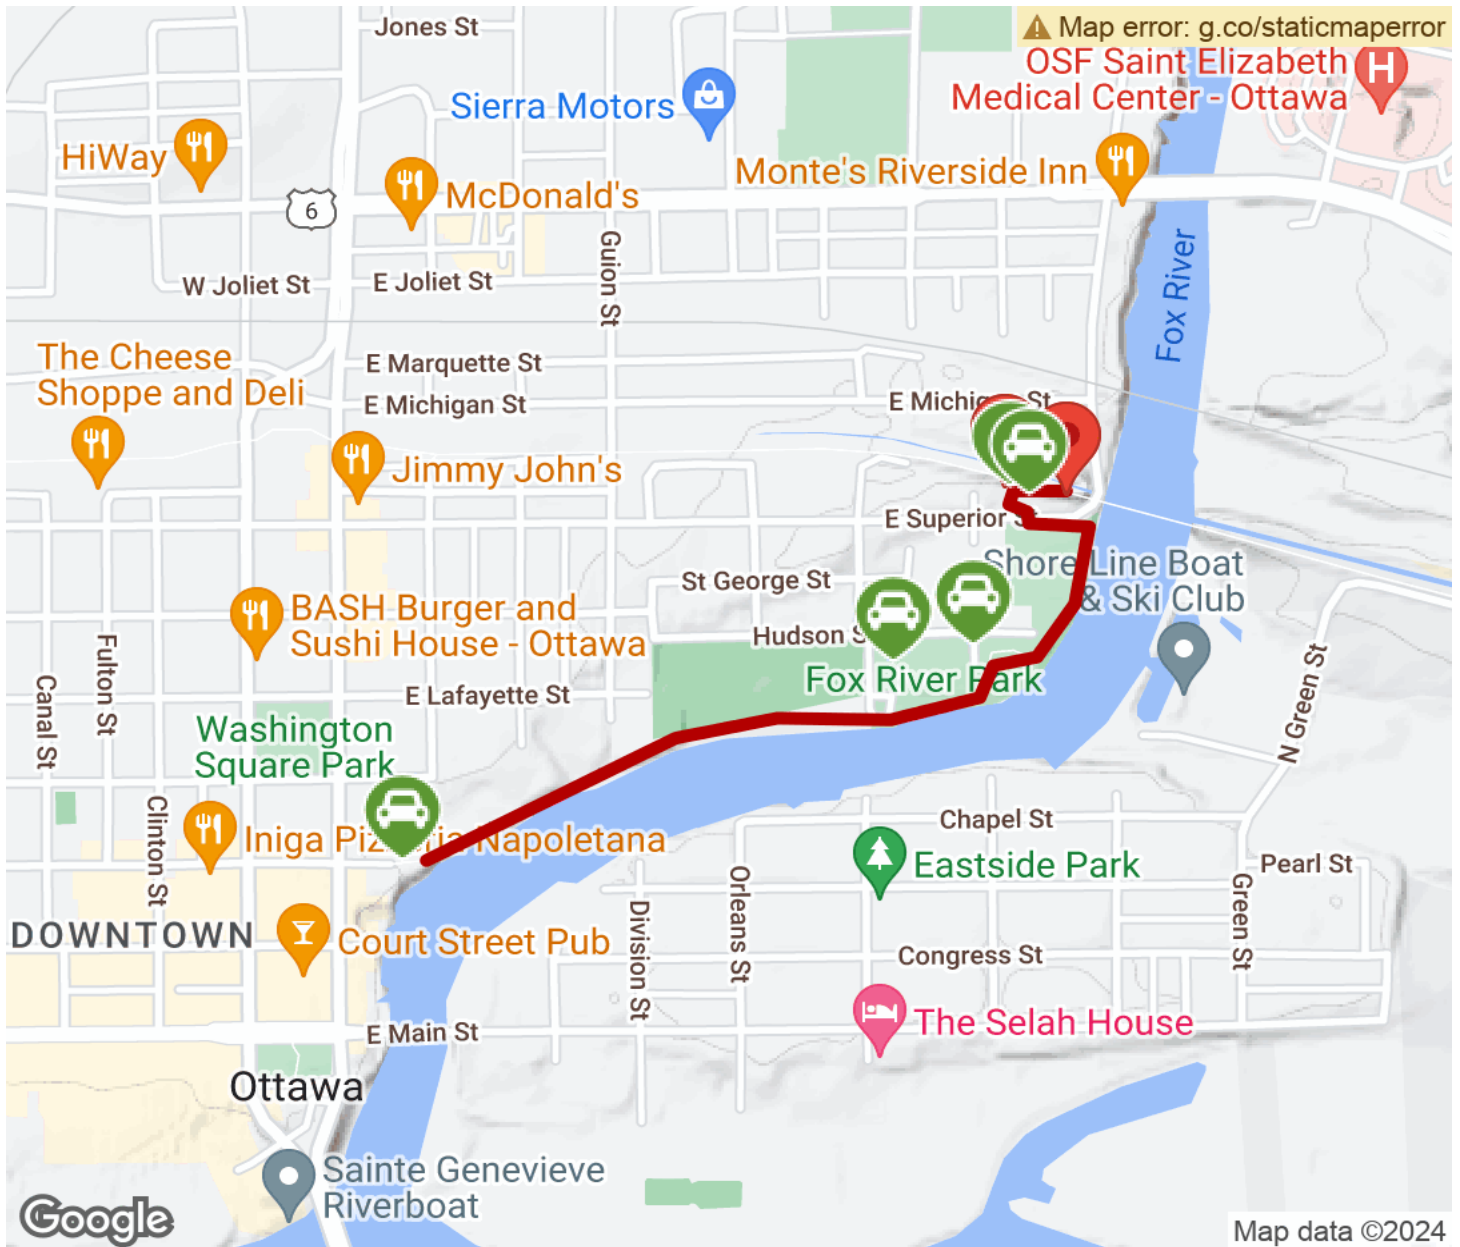 Jones St
Map error: g.co/staticmaperror
OSF Saint Elizabeth
Medical Center - Ottawa
H
Sierra Motors
HiWay
Monte's Riverside Inn
McDonald's
6
Guion St
Fox River
W Joliet St
E Joliet St
The Cheese
Shoppe and Deli
E Marquette St
E Michigan St
E Michigan St
Jimmy John's
E Superior St
Shore Line Boat
& Ski Club
St George St
BASH Burger and
Sushi House - Ottawa
Hudson S
Fulton St
Canal St
E Lafayette St
Fox River Park
N Green St
Washington
Square Park
Clinton St
Iniga Pizzeria Napoletana
Chapel St
Eastside Park
Pearl St
Orleans St
Green St
Division St
DOWNTOWN
Court Street Pub
Congress St
E Main St
The Selah House
Ottawa
Sainte Genevieve
Riverboat
Google
Map data ©2024